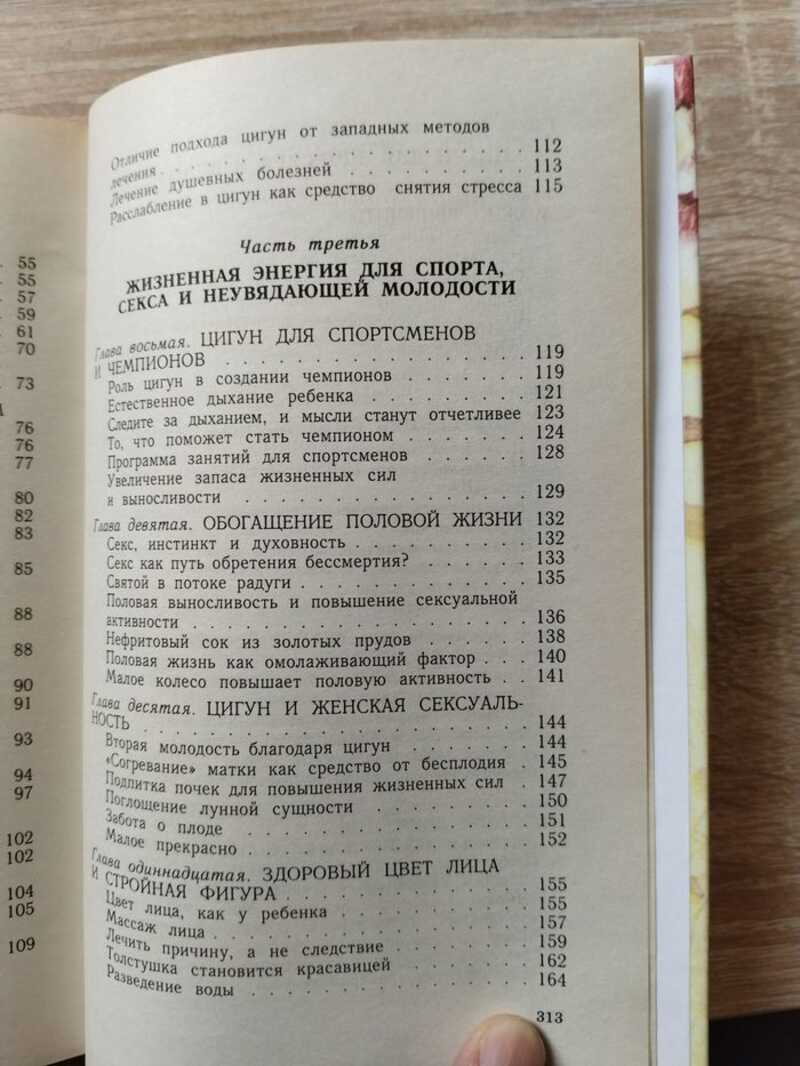 55
55
57
59
61
70
73
76
76
77
80
82
83
85
88
88
90
91
93
94
97
102
102
104
105
109
Отличие подхода цигун от западных методов
лечения . . . . . . . . . . . . . . . . . . 112
Лечение душевных болезней . . . . . . . . . . 113
Расслабление в цигун как средство снятия стресса 115
Часть третья
ЖИЗНЕННАЯ ЭНЕРГИЯ ДЛЯ СПОРТА,
СЕКСА И НЕУВЯДАЮЩЕЙ МОЛОДОСТИ
Глава восьмая. ЦИГУН ДЛЯ СПОРТСМЕНОВ
И ЧЕМПИОНОВ . . . . . . . . . . . . . . . . 119
Роль цигун в создании чемпионов . . . . . . . 119
Естественное дыхание ребенка . . . . . . . . . 121
Следите за дыханием, и мысли станут отчетливее 123
То, что поможет стать чемпионом . . . . . . . 124
Программа занятий для спортсменов . . . . . . 128
Увеличение запаса жизненных сил
и выносливости . . . . . . . . . . . . . . . 129
Глава девятая. ОБОГАЩЕНИЕ ПОЛОВОЙ ЖИЗНИ 132
Секс, инстинкт и духовность . . . . . . . . . . 132
Секс как путь обретения бессмертия? . . . . . . 133
Святой в потоке радуги . . . . . . . . . . . . . 135
Половая выносливость и повышение сексуальной
активности . . . . . . . . . . . . . . . . . . 136
Нефритовый сок из золотых прудов . . . . . . 138
Половая жизнь как омолаживающий фактор . . . 140
Малое колесо повышает половую активность . . 141
Глава десятая. ЦИГУН И ЖЕНСКАЯ СЕКСУАЛЬ-
НОСТЬ . . . . . . . . . . . . . . . . . . . . 144
Вторая молодость благодаря цигун . . . . . . . 144
«Согревание» матки как средство от бесплодия . 145
Подпитка почек для повышения жизненных сил . 147
Поглощение лунной сущности . . . . . . . . . 150
Забота о плоде . . . . . . . . . . . . . . . 151
Малое прекрасно . . . . . . . . . . . . . . . 152
Глава одиннадцатая. ЗДОРОВЫЙ ЦВЕТ ЛИЦА
И СТРОЙНАЯ ФИГУРА . . . . . . . . . . . . . 155
Цвет лица, как у ребенка . . . . . . . . . . 155
Массаж лица . . . . . . . . . . . . . . . . . 157
Лечить причину, а не следствие . . . . . . . . 159
Толстушка становится красавицей . . . . . . . 162
Разведение воды . . . . . . . . . . . . . . . 164
313